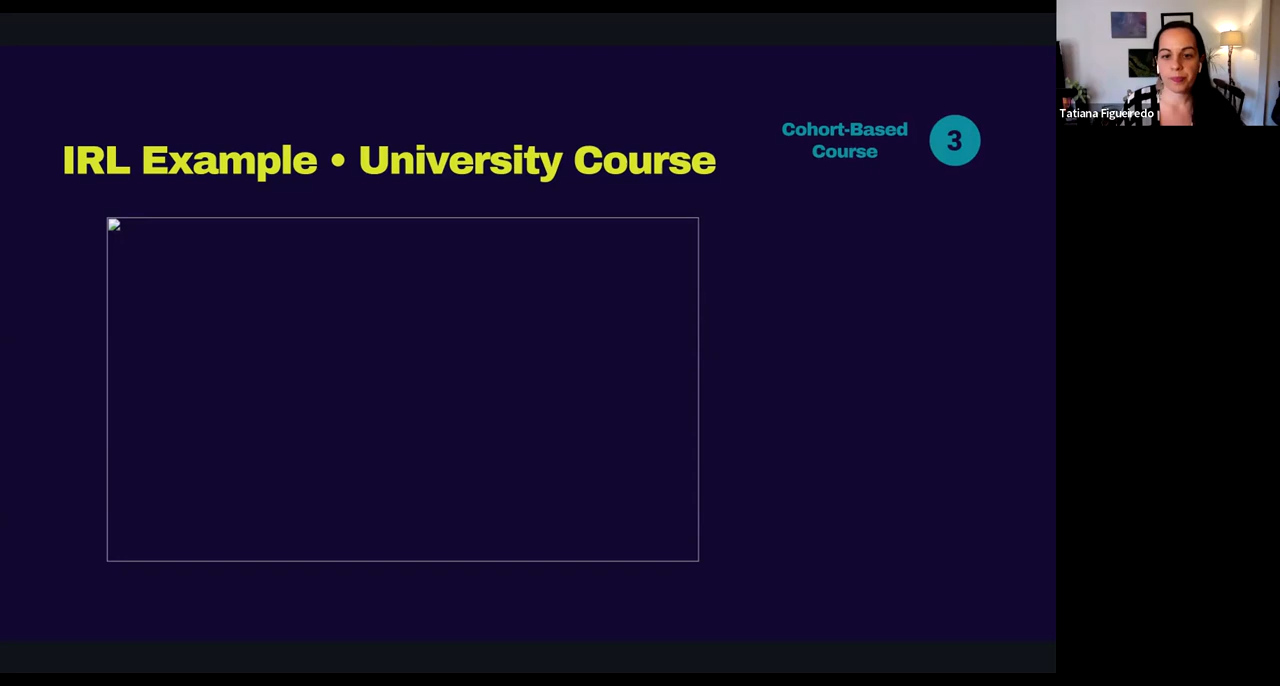 IRL Example • University Course
Cohort-Based
Course
3
Tatiana Figueiredo